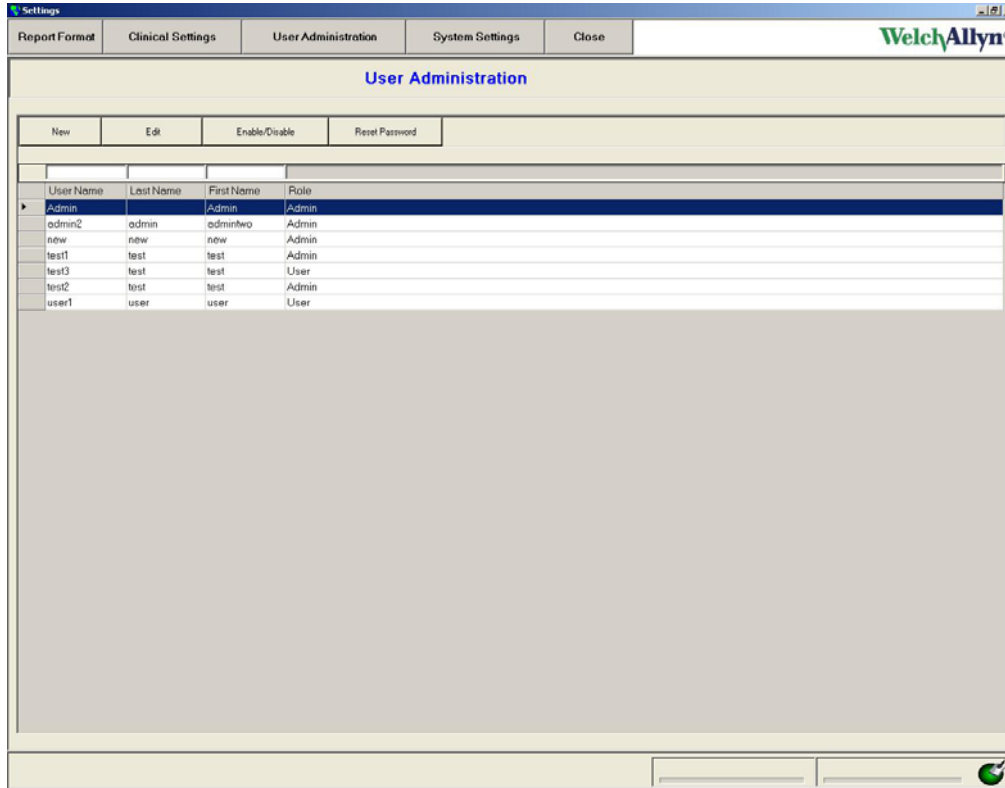 Settings
Report Format Clinical Settings User Administration System Settings Close WelchAllyn
User Administration
New Edit Enable/Disable Reset Password
User Name Last Name First Name Role
Admin Admin Admin
admin2 admin admintwo Admin
new new new Admin
test1 test test Admin
test3 test test User
test2 test test Admin
user1 user user User